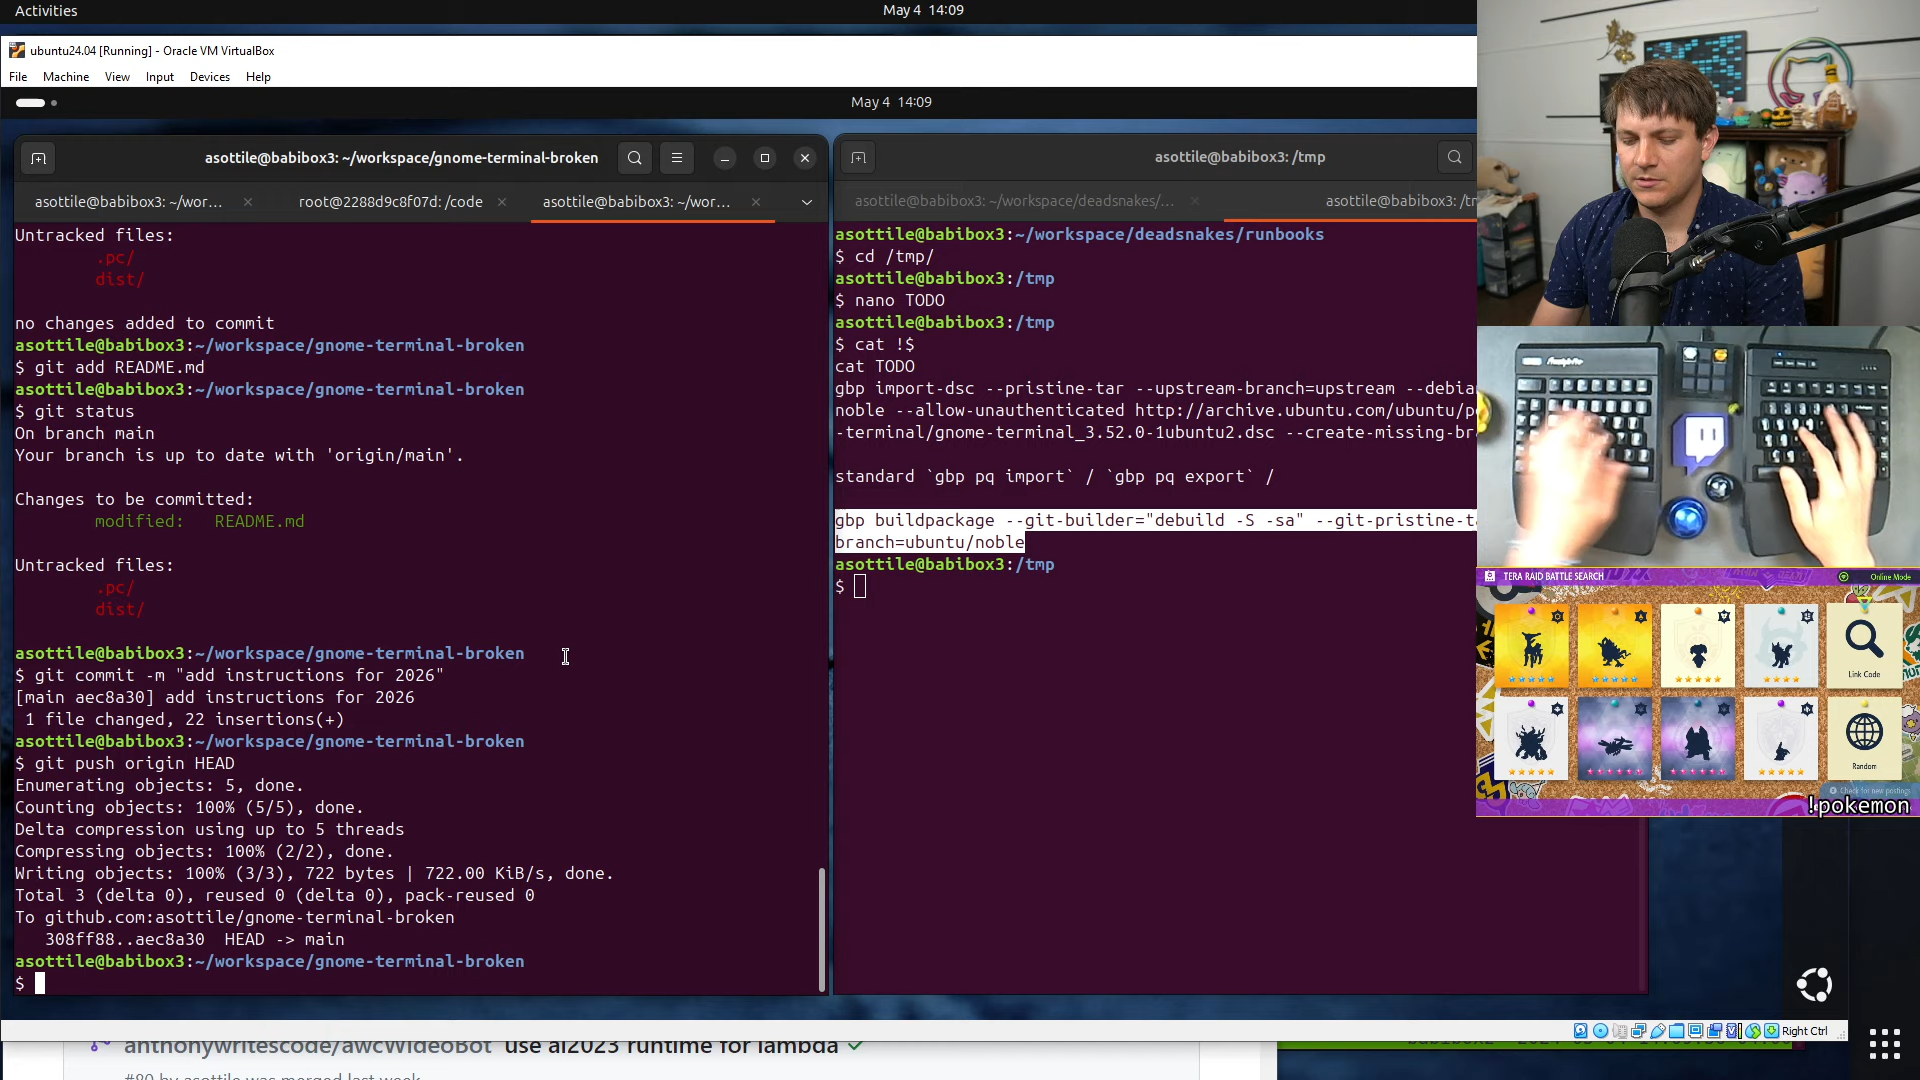 Activities
May 4 14:09
ubuntu24.04 [Running] - Oracle VM VirtualBox
File Machine View Input Devices Help
May 4 14:09
asottile@babibox3: ~/workspace/gnome-terminal-broken
asottile@babibox3: ~/wor...
root@2288d9c8f07d: /code
asottile@babibox3: ~/wor...
Untracked files:
.pc/
dist/
no changes added to commit
asottile@babibox3:~/workspace/gnome-terminal-broken
$ git add README.md
asottile@babibox3:~/workspace/gnome-terminal-broken
$ git status
On branch main
Your branch is up to date with 'origin/main'.
Changes to be committed:
modified: README.md
Untracked files:
.pc/
dist/
asottile@babibox3:~/workspace/gnome-terminal-broken
$ git commit -m "add instructions for 2026"
[main aec8a30] add instructions for 2026
1 file changed, 22 insertions(+)
asottile@babibox3:~/workspace/gnome-terminal-broken
$ git push origin HEAD
Enumerating objects: 5, done.
Counting objects: 100% (5/5), done.
Delta compression using up to 5 threads
Compressing objects: 100% (2/2), done.
Writing objects: 100% (3/3), 722 bytes | 722.00 KiB/s, done.
Total 3 (delta 0), reused 0 (delta 0), pack-reused 0
To github.com:asottile/gnome-terminal-broken
308ff88..aec8a30 HEAD -> main
asottile@babibox3:~/workspace/gnome-terminal-broken
$
asottile@babibox3: /tmp
asottile@babibox3: ~/workspace/deadsnakes/...
asottile@babibox3: /t
asottile@babibox3:~/workspace/deadsnakes/runbooks
$ cd /tmp/
asottile@babibox3:/tmp
$ nano TODO
asottile@babibox3:/tmp
$ cat !$
cat TODO
gbp import-dsc --pristine-tar --upstream-branch=upstream --debia
noble --allow-unauthenticated http://archive.ubuntu.com/ubuntu/p
-terminal/gnome-terminal_3.52.0-1ubuntu2.dsc --create-missing-br
standard `gbp pq import` / `gbp pq export` /
gbp buildpackage --git-builder="debuild -S -sa" --git-pristine-t
branch=ubuntu/noble
asottile@babibox3:/tmp
$
TERA RAID BATTLE SEARCH
Online Mode
Link Code
Random
Check for new postings
!pokemon
Right Ctrl
anthonywritescode/awcVideoBot use al2023 runtime for lambda
#80 by asottile was merged last week